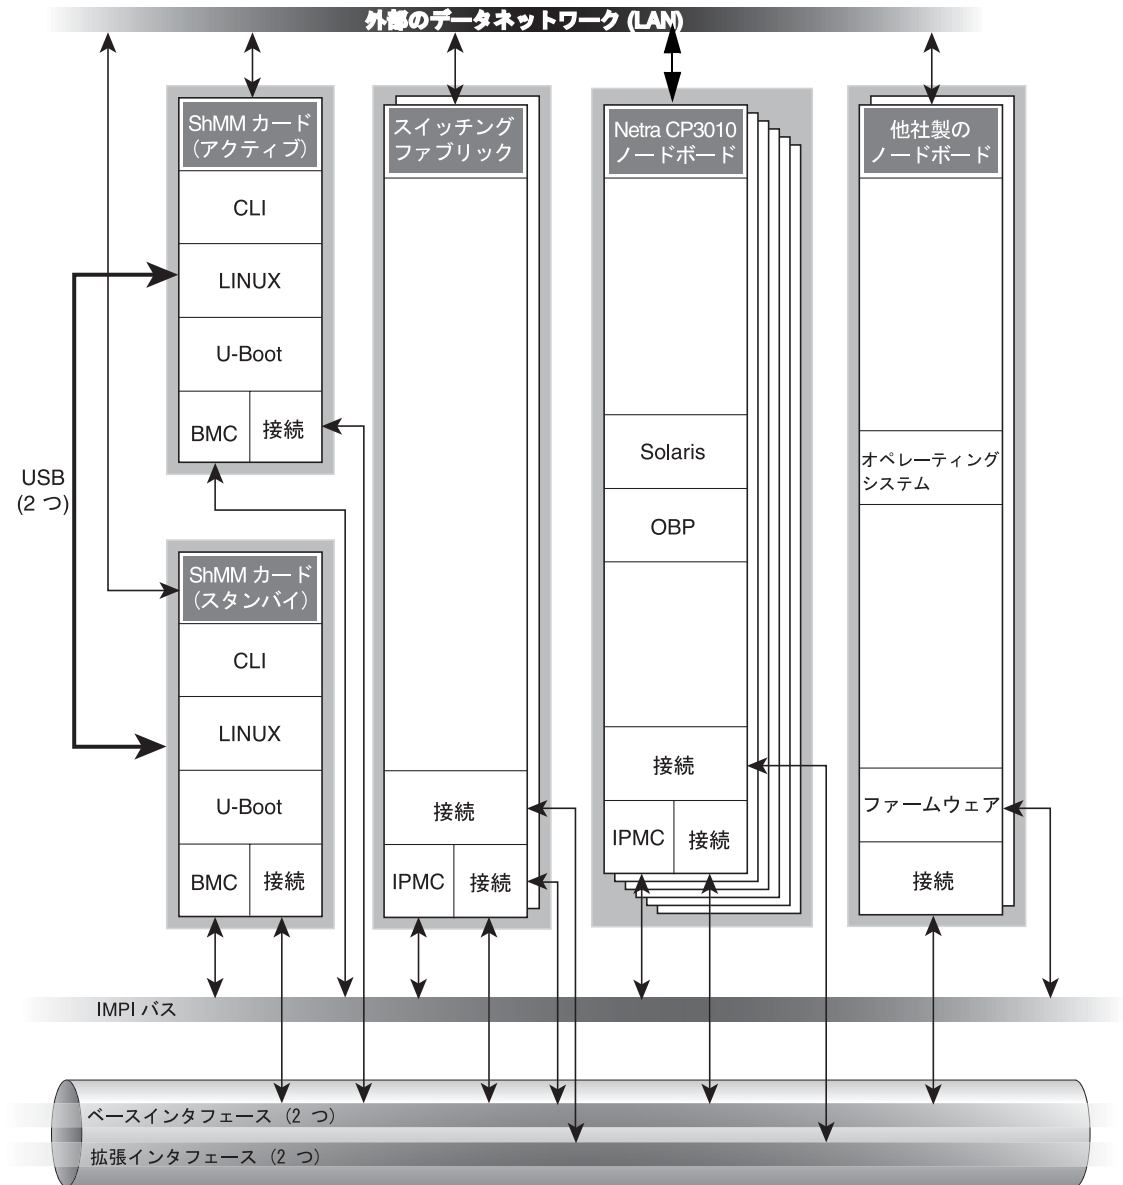 外部のデータネットワーク (LAN)
ShMM カード
(アクティブ)
CLI
LINUX
U-Boot
BMC
接続
スイッチング
ファブリック
接続
IPMC
接続
Netra CP3010
ノードボード
Solaris
OBP
接続
IPMC
接続
他社製の
ノードボード
オペレーティング
システム
ファームウェア
接続
USB
(2 つ)
ShMM カード
(スタンバイ)
CLI
LINUX
U-Boot
BMC
接続
IMPI バス
ベースインタフェース (2 つ)
拡張インタフェース (2 つ)